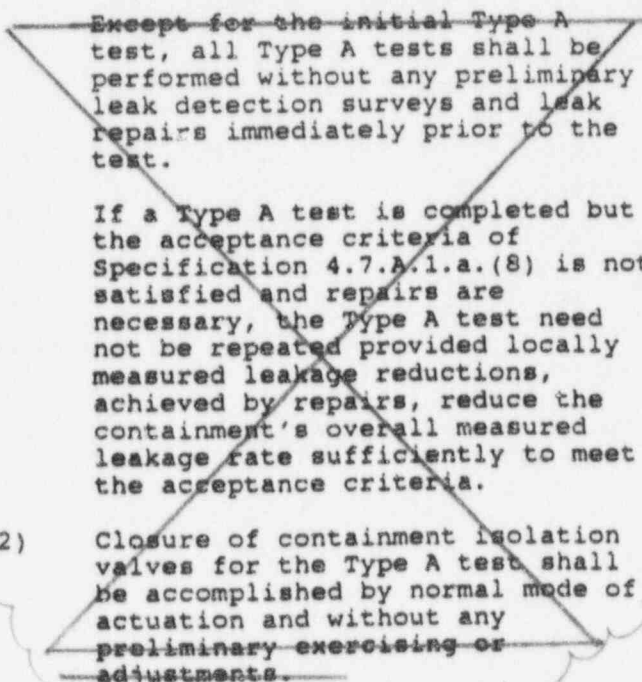 Except for the initial Type A
test, all Type A tests shall be
performed without any preliminary
leak detection surveys and leak
repairs immediately prior to the
test.
If a Type A test is completed but
the acceptance criteria of
Specification 4.7.A.1.a.(8) is not
satisfied and repairs are
necessary, the Type A test need
not be repeated provided locally
measured leakage reductions,
achieved by repairs, reduce the
containment's overall measured
leakage rate sufficiently to meet
the acceptance criteria.
2) Closure of containment isolation
valves for the Type A test shall
be accomplished by normal mode of
actuation and without any
preliminary exercising or
adjustments.